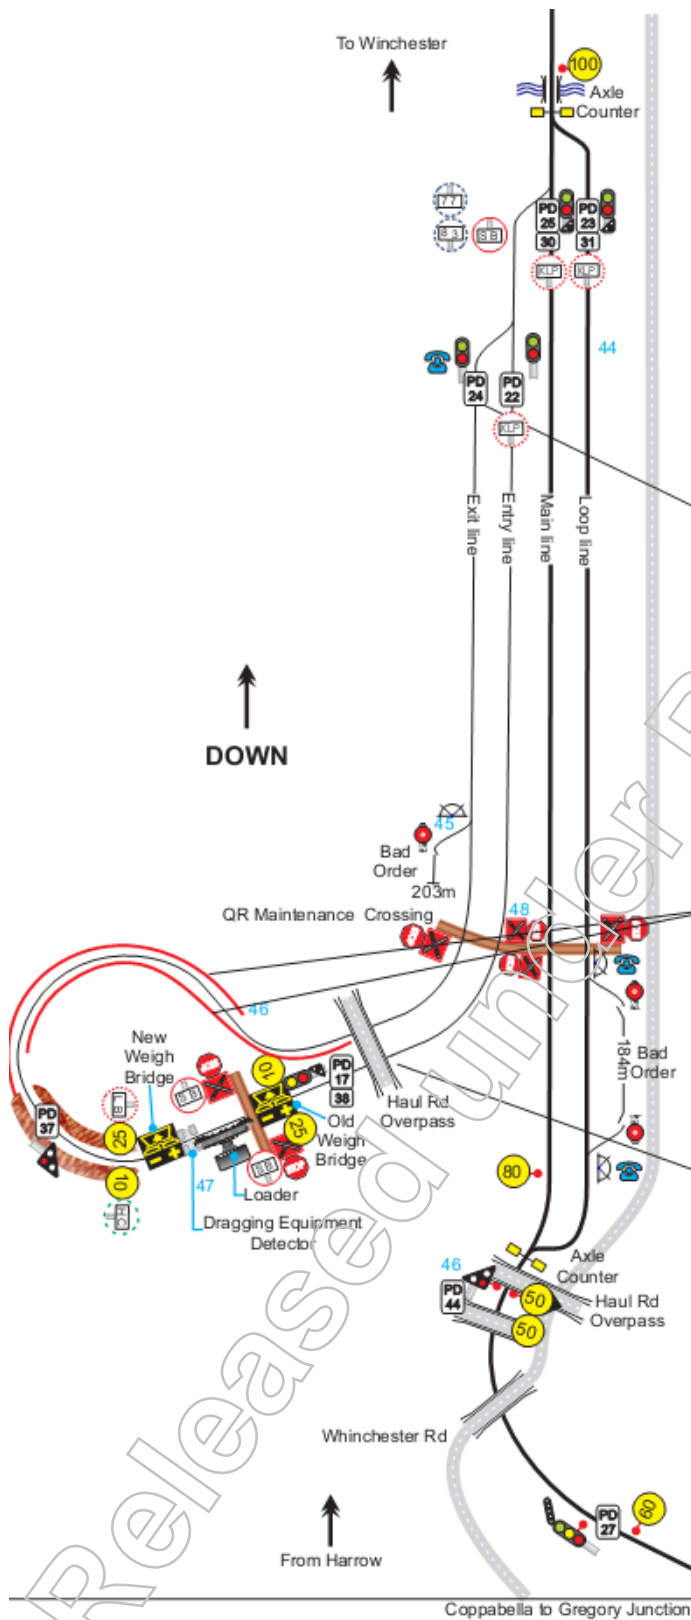 To Winchester
100
Axle
Counter
77
83
SB
PD
25
30
PD
23
31
KLP
KLP
44
PD
24
PD
22
KLP
Exit line
Entry line
Main line
Loop line
DOWN
45
Bad
Order
203m
QR Maintenance Crossing
48
46
New
Weigh
Bridge
10
PD
17
38
184m
Bad
Order
Haul Rd
Overpass
SB
PD
37
25
25
Old
Weigh
Bridge
10
47
SB
Loader
80
Dragging Equipment
Detector
46
Axle
Counter
PD
44
50
Haul Rd
Overpass
50
Whinchester Rd
PD
27
60
From Harrow
Coppabella to Gregory Junction
Released under R